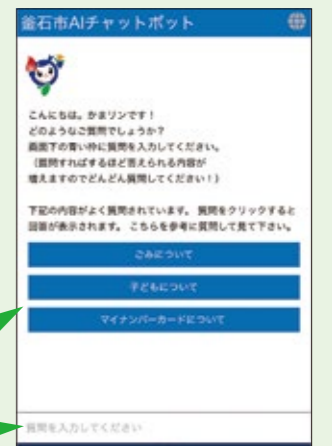 釜石市AIチャットボット
こんにちは。かまリンです！
どのようなご質問でしょうか？
画面下の青い枠に質問を入力してください。
（質問すればするほど答えられる内容が
増えますのでどんどん質問してください！）
下記の内容がよく質問されています。 質問をクリックすると
回答が表示されます。 こちらを参考に質問して見て下さい。
ごみについて
子どもについて
マイナンバーカードについて
質問を入力してください